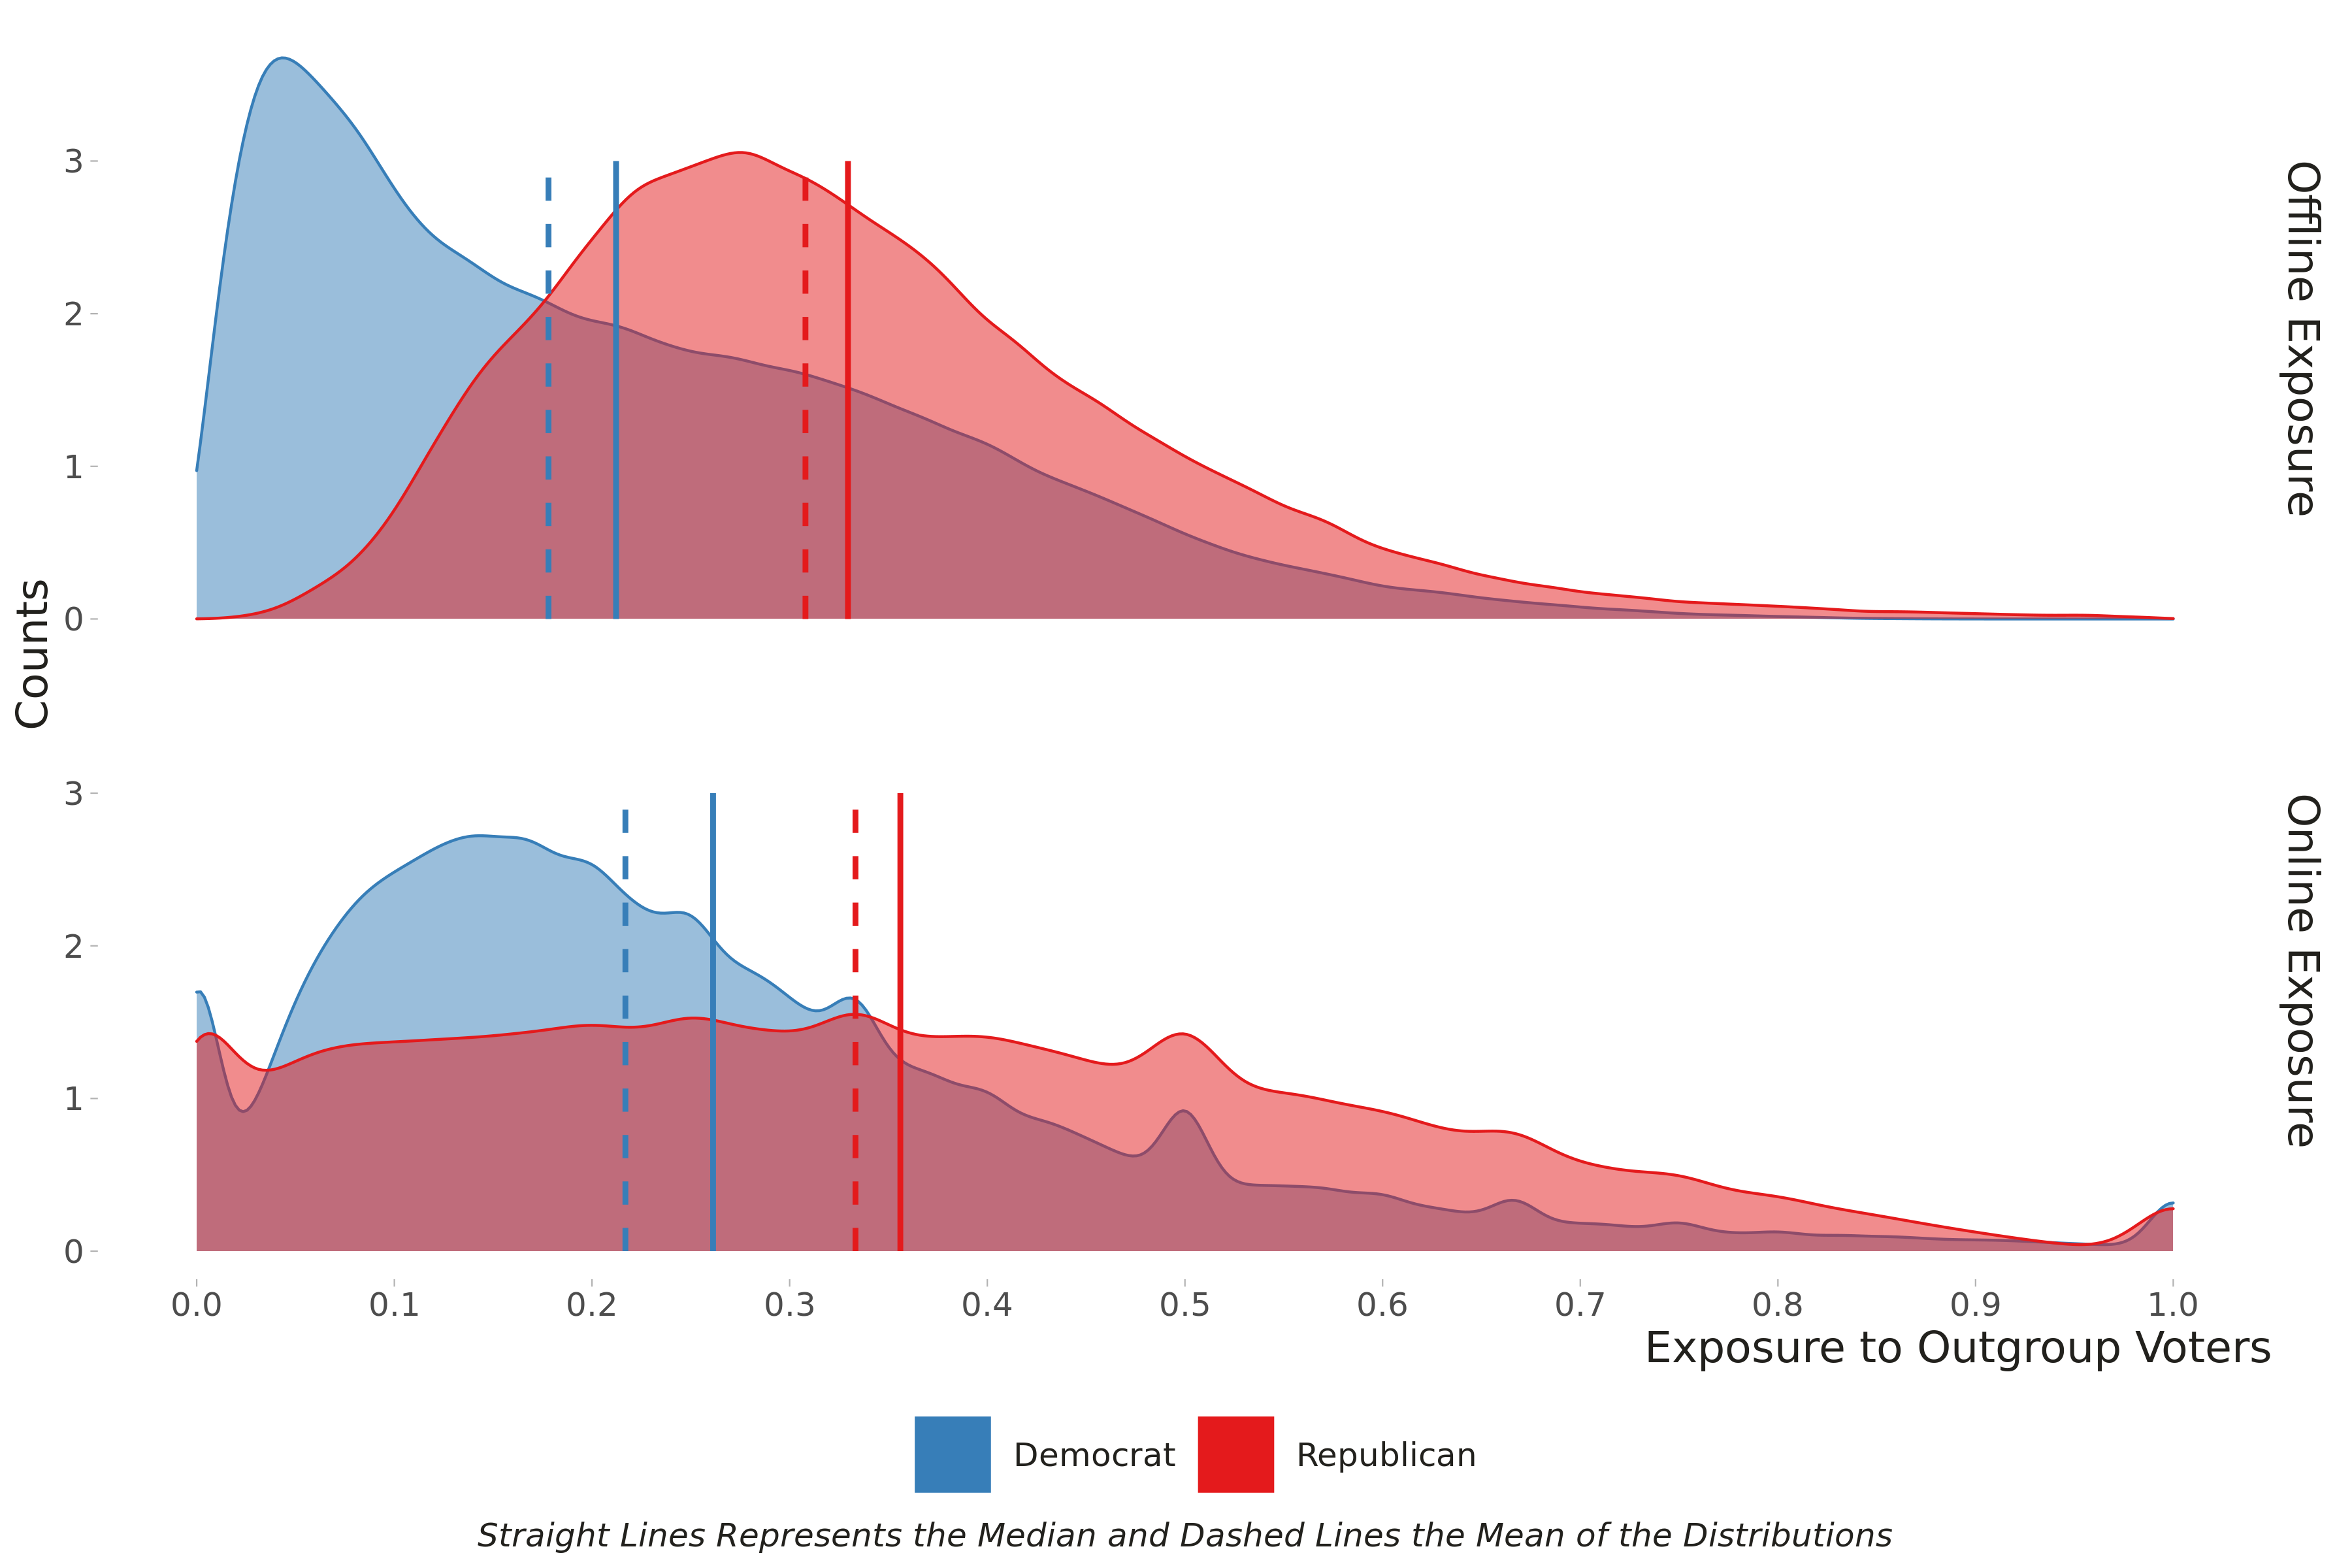 Offline Exposure
3
2
1
0
Counts
Online Exposure
3
2
1
0
0.0 0.1 0.2 0.3 0.4 0.5 0.6 0.7 0.8 0.9 1.0
Exposure to Outgroup Voters
Democrat Republican
Straight Lines Represents the Median and Dashed Lines the Mean of the Distributions